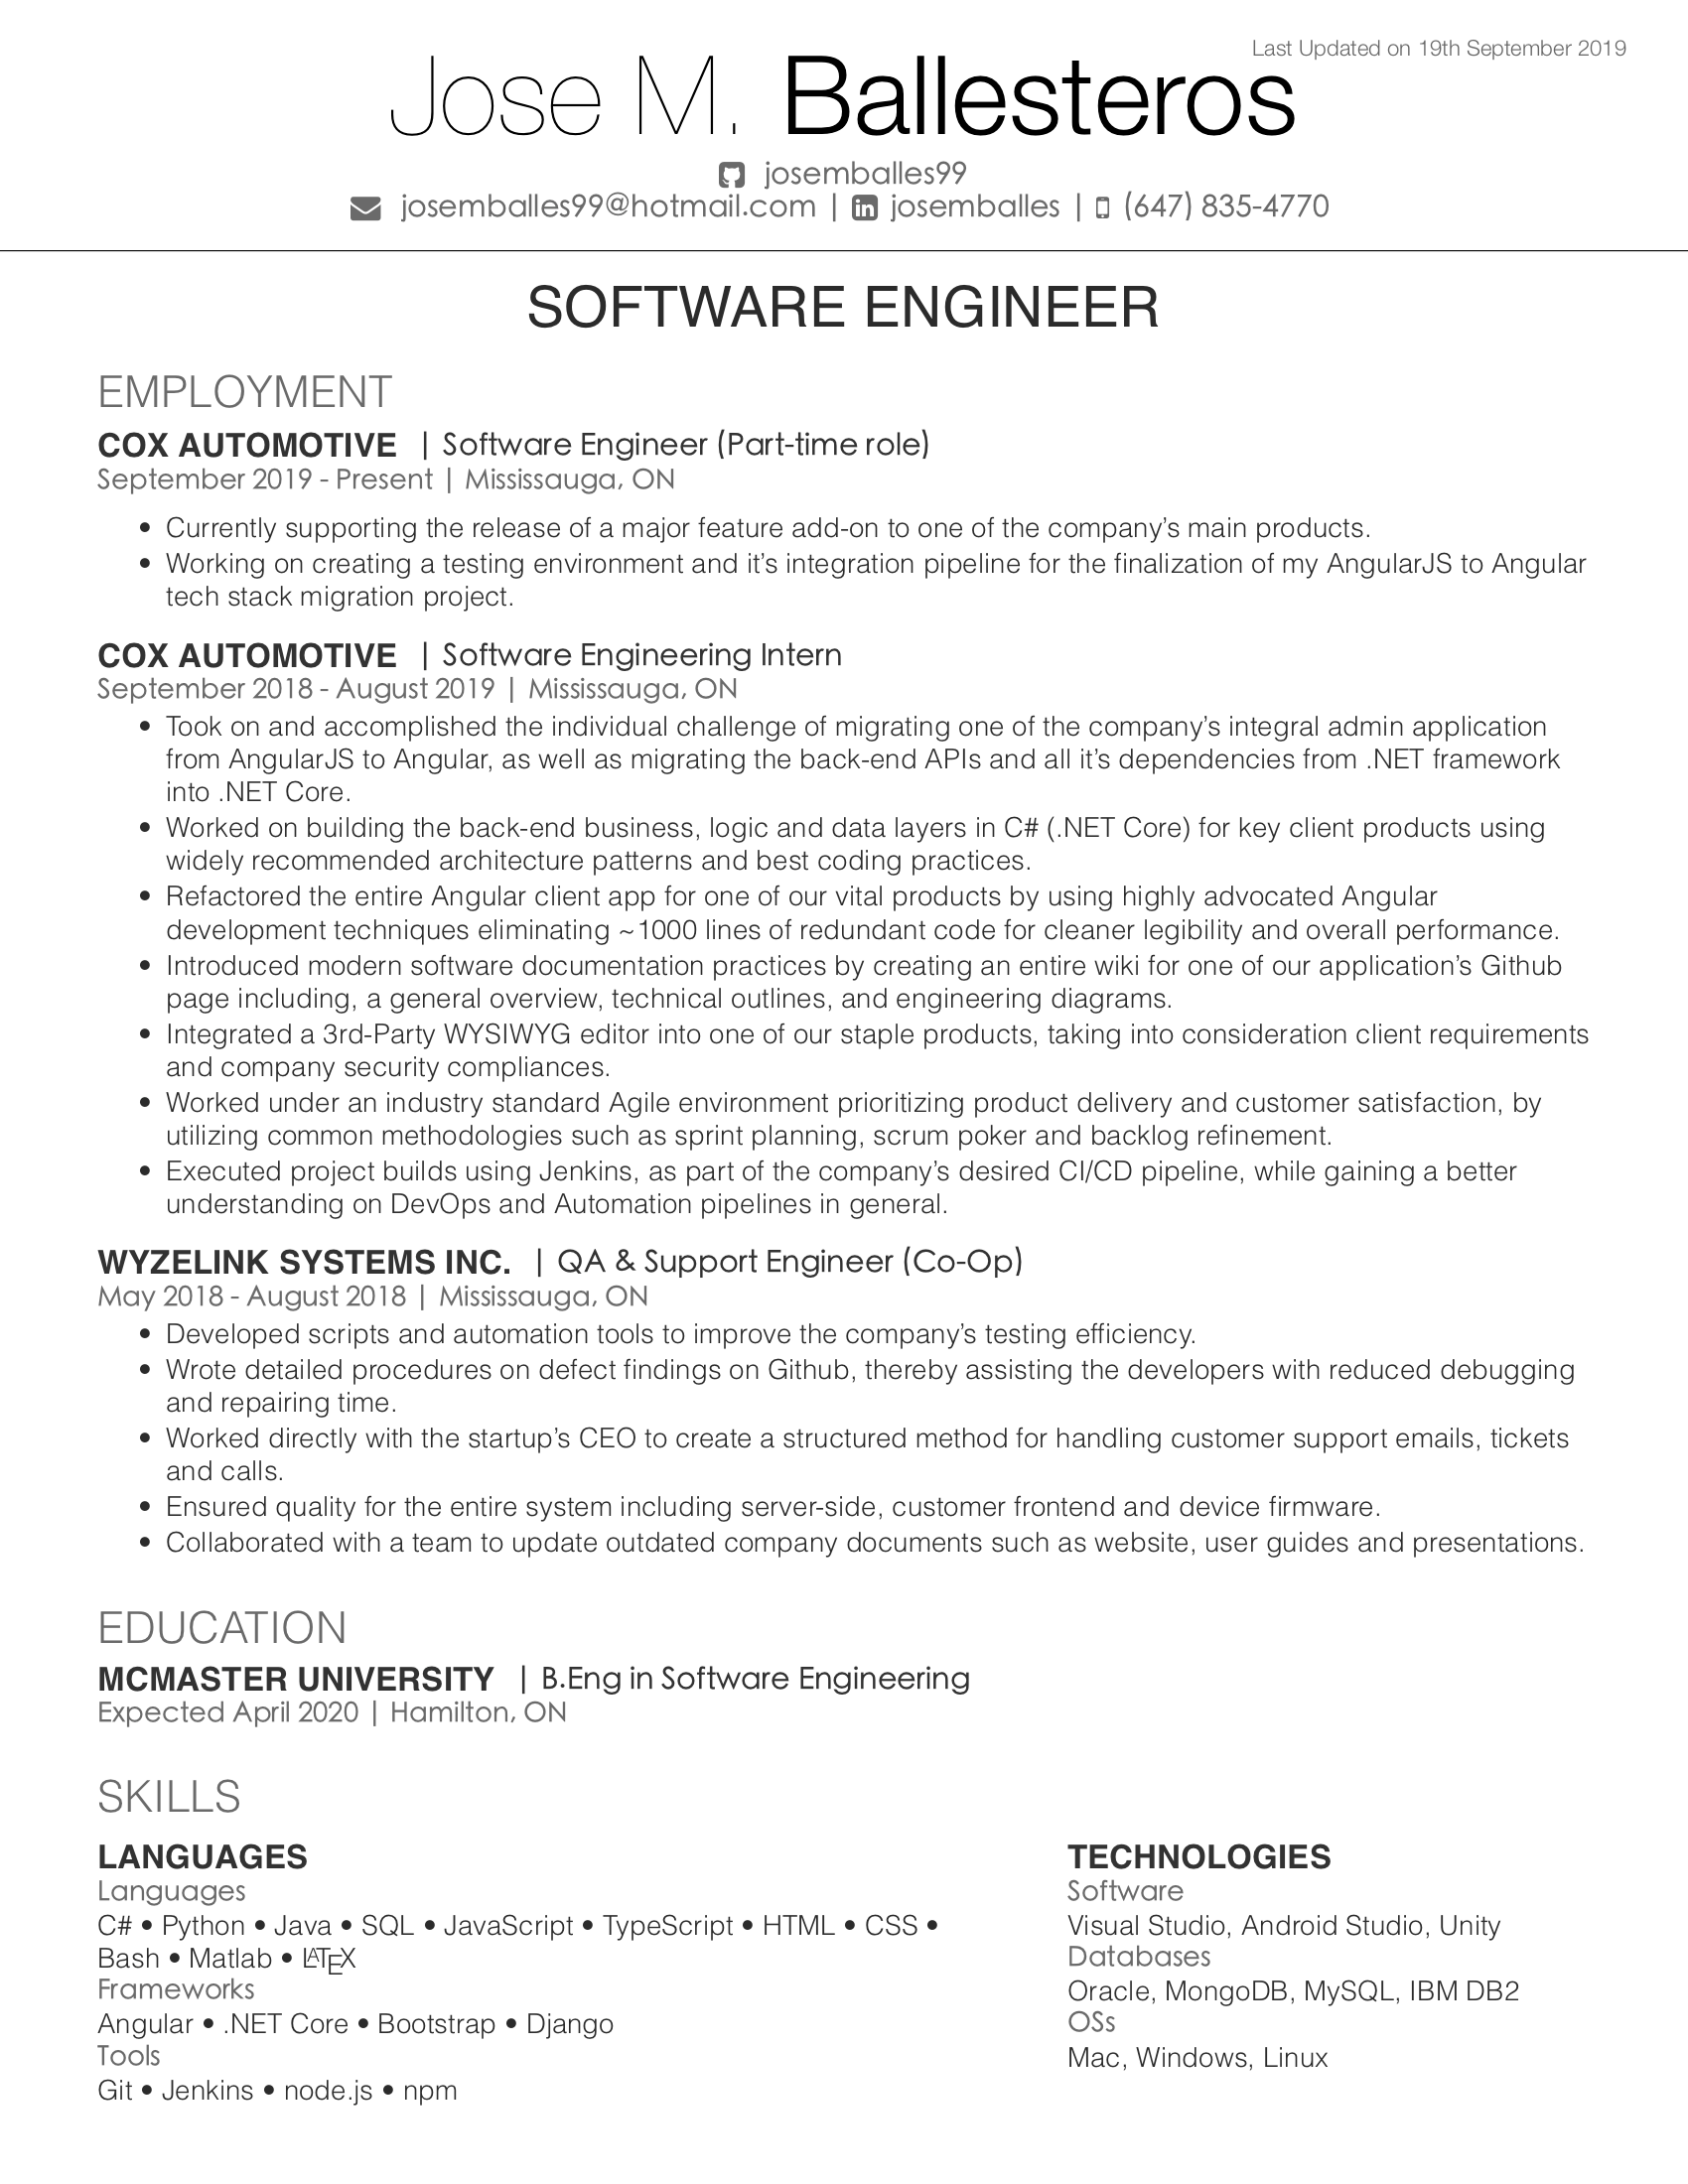 Last Updated on 19th September 2019
Jose M. Ballesteros
josemballes99
josemballes99@hotmail.com | josemballes | (647) 835-4770
SOFTWARE ENGINEER
EMPLOYMENT
COX AUTOMOTIVE | Software Engineer (Part-time role)
September 2019 - Present | Mississauga, ON
• Currently supporting the release of a major feature add-on to one of the company’s main products.
• Working on creating a testing environment and it’s integration pipeline for the finalization of my AngularJS to Angular
tech stack migration project.
COX AUTOMOTIVE | Software Engineering Intern
September 2018 - August 2019 | Mississauga, ON
• Took on and accomplished the individual challenge of migrating one of the company’s integral admin application
from AngularJS to Angular, as well as migrating the back-end APIs and all it’s dependencies from .NET framework
into .NET Core.
• Worked on building the back-end business, logic and data layers in C# (.NET Core) for key client products using
widely recommended architecture patterns and best coding practices.
• Refactored the entire Angular client app for one of our vital products by using highly advocated Angular
development techniques eliminating ~1000 lines of redundant code for cleaner legibility and overall performance.
• Introduced modern software documentation practices by creating an entire wiki for one of our application’s Github
page including, a general overview, technical outlines, and engineering diagrams.
• Integrated a 3rd-Party WYSIWYG editor into one of our staple products, taking into consideration client requirements
and company security compliances.
• Worked under an industry standard Agile environment prioritizing product delivery and customer satisfaction, by
utilizing common methodologies such as sprint planning, scrum poker and backlog refinement.
• Executed project builds using Jenkins, as part of the company’s desired CI/CD pipeline, while gaining a better
understanding on DevOps and Automation pipelines in general.
WYZELINK SYSTEMS INC. | QA & Support Engineer (Co-Op)
May 2018 - August 2018 | Mississauga, ON
• Developed scripts and automation tools to improve the company’s testing efficiency.
• Wrote detailed procedures on defect findings on Github, thereby assisting the developers with reduced debugging
and repairing time.
• Worked directly with the startup’s CEO to create a structured method for handling customer support emails, tickets
and calls.
• Ensured quality for the entire system including server-side, customer frontend and device firmware.
• Collaborated with a team to update outdated company documents such as website, user guides and presentations.
EDUCATION
MCMASTER UNIVERSITY | B.Eng in Software Engineering
Expected April 2020 | Hamilton, ON
SKILLS
LANGUAGES
Languages
C# • Python • Java • SQL • JavaScript • TypeScript • HTML • CSS •
Bash • Matlab • LATEX
Frameworks
Angular • .NET Core • Bootstrap • Django
Tools
Git • Jenkins • node.js • npm
TECHNOLOGIES
Software
Visual Studio, Android Studio, Unity
Databases
Oracle, MongoDB, MySQL, IBM DB2
OSs
Mac, Windows, Linux